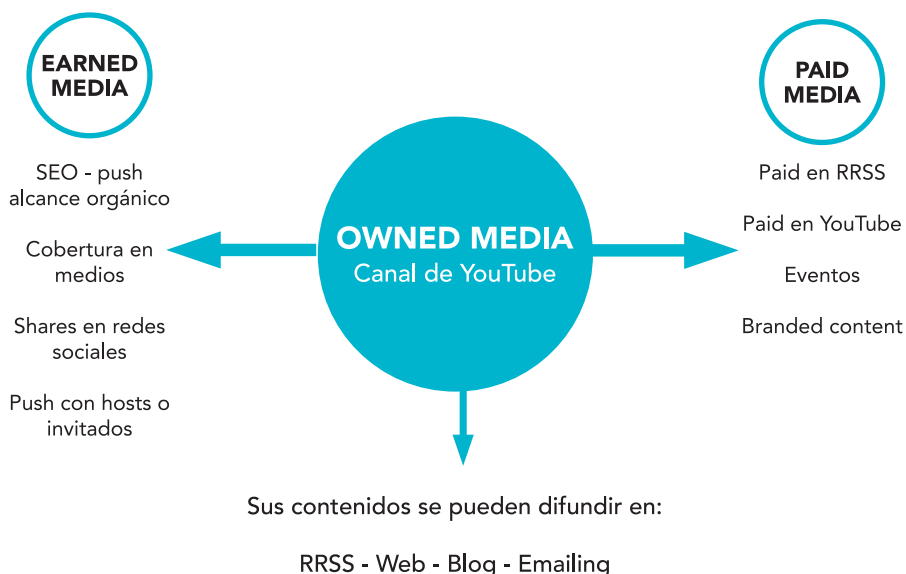 EARNED
MEDIA
SEO - push
alcance orgánico
Cobertura en
medios
Shares en redes
sociales
Push con hosts o
invitados
OWNED MEDIA
Canal de YouTube
PAID
MEDIA
Paid en RRSS
Paid en YouTube
Eventos
Branded content
Sus contenidos se pueden difundir en:
RRSS - Web - Blog - Emailing